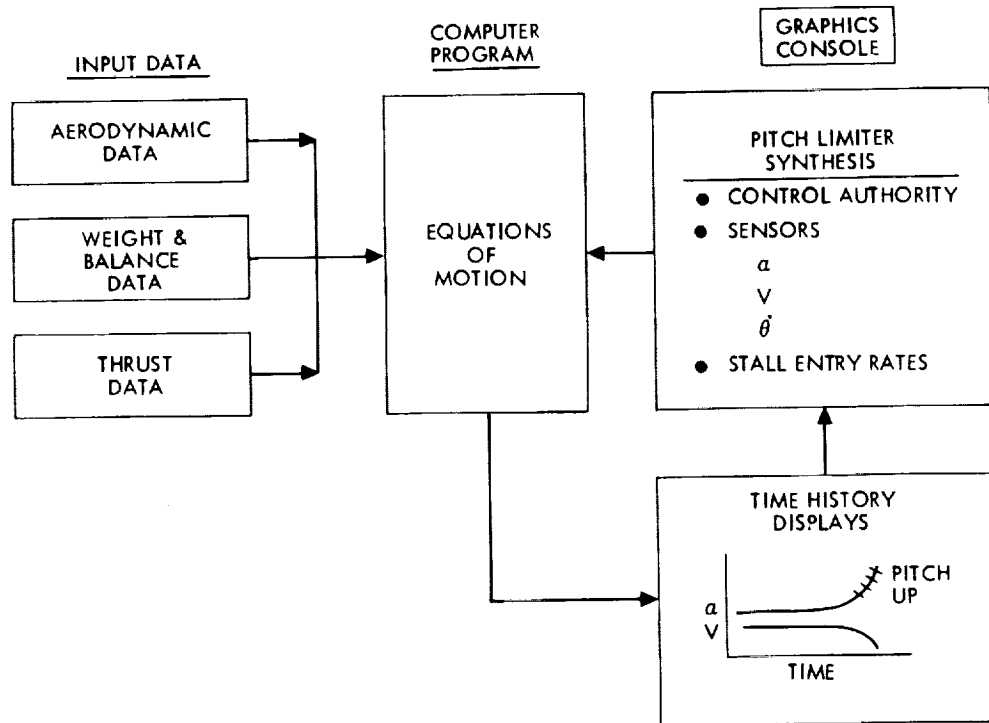 INPUT DATA
AERODYNAMIC
DATA
WEIGHT &
BALANCE
DATA
THRUST
DATA
COMPUTER
PROGRAM
EQUATIONS
OF
MOTION
GRAPHICS
CONSOLE
PITCH LIMITER
SYNTHESIS
● CONTROL AUTHORITY
● SENSORS
α
V
θ̇
● STALL ENTRY RATES
TIME HISTORY
DISPLAYS
PITCH
UP
α
V
TIME